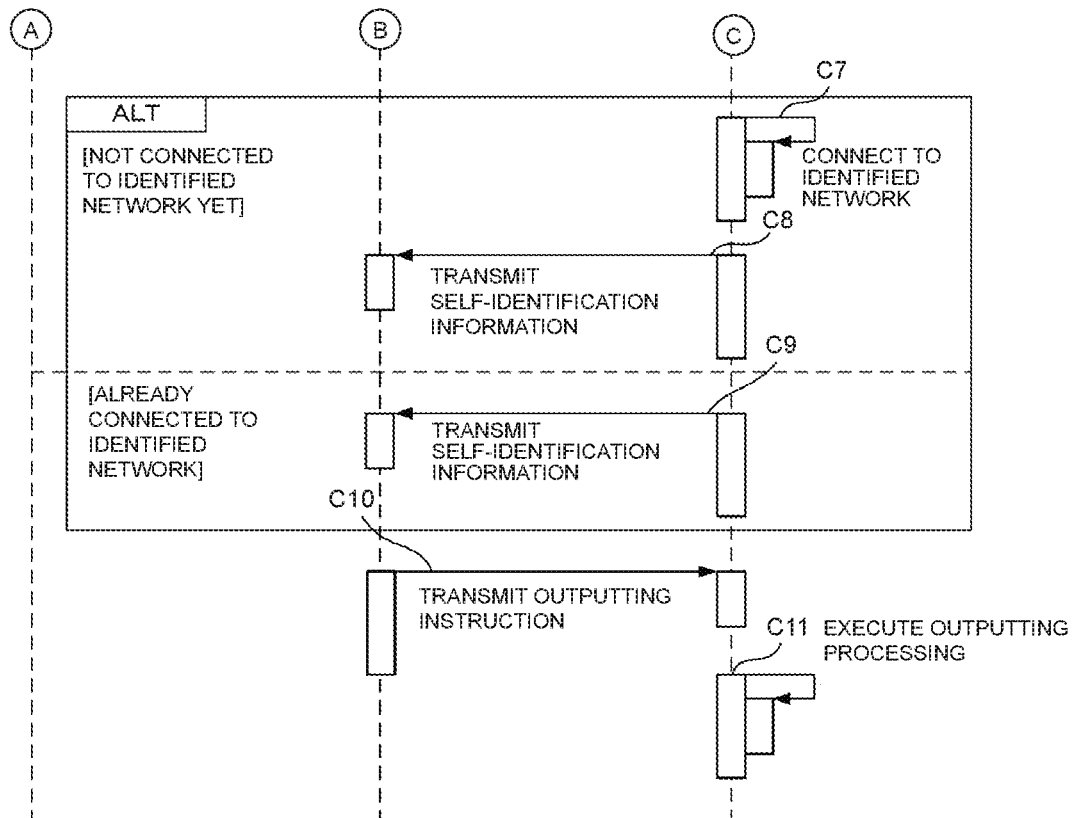 A
B
C
C7
ALT
[NOT CONNECTED
TO IDENTIFIED
NETWORK YET]
CONNECT TO
IDENTIFIED
NETWORK
C8
TRANSMIT
SELF-IDENTIFICATION
INFORMATION
C9
[ALREADY
CONNECTED TO
IDENTIFIED
NETWORK]
TRANSMIT
SELF-IDENTIFICATION
INFORMATION
C10
TRANSMIT OUTPUTTING
INSTRUCTION
C11 EXECUTE OUTPUTTING
PROCESSING